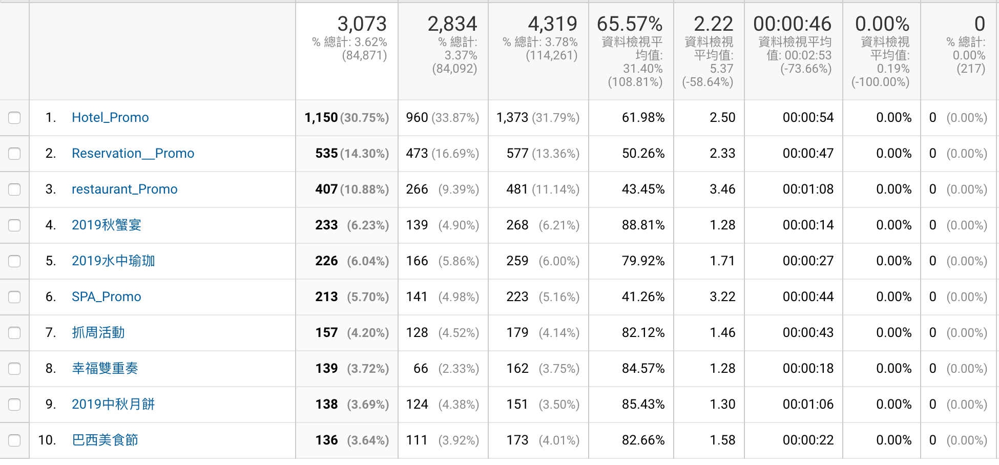 3,073 2,834 4,319 65.57% 2.22 00:00:46 0.00% 0
% 總計: 3.62% (84,871)
% 總計: 3.37% (84,092)
% 總計: 3.78% (114,261)
資料檢視平均值: 31.40% (108.81%)
資料檢視平均值: 5.37 (-58.64%)
資料檢視平均值: 00:02:53 (-73.66%)
資料檢視平均值: 0.19% (-100.00%)
% 總計: 0.00% (217)
1. Hotel_Promo 1,150 (30.75%) 960 (33.87%) 1,373 (31.79%) 61.98% 2.50 00:00:54 0.00% 0 (0.00%)
2. Reservation__Promo 535 (14.30%) 473 (16.69%) 577 (13.36%) 50.26% 2.33 00:00:47 0.00% 0 (0.00%)
3. restaurant_Promo 407 (10.88%) 266 (9.39%) 481 (11.14%) 43.45% 3.46 00:01:08 0.00% 0 (0.00%)
4. 2019秋蟹宴 233 (6.23%) 139 (4.90%) 268 (6.21%) 88.81% 1.28 00:00:14 0.00% 0 (0.00%)
5. 2019水中瑜珈 226 (6.04%) 166 (5.86%) 259 (6.00%) 79.92% 1.71 00:00:27 0.00% 0 (0.00%)
6. SPA_Promo 213 (5.70%) 141 (4.98%) 223 (5.16%) 41.26% 3.22 00:00:44 0.00% 0 (0.00%)
7. 抓周活動 157 (4.20%) 128 (4.52%) 179 (4.14%) 82.12% 1.46 00:00:43 0.00% 0 (0.00%)
8. 幸福雙重奏 139 (3.72%) 66 (2.33%) 162 (3.75%) 84.57% 1.28 00:00:18 0.00% 0 (0.00%)
9. 2019中秋月餅 138 (3.69%) 124 (4.38%) 151 (3.50%) 85.43% 1.30 00:01:06 0.00% 0 (0.00%)
10. 巴西美食節 136 (3.64%) 111 (3.92%) 173 (4.01%) 82.66% 1.58 00:00:22 0.00% 0 (0.00%)